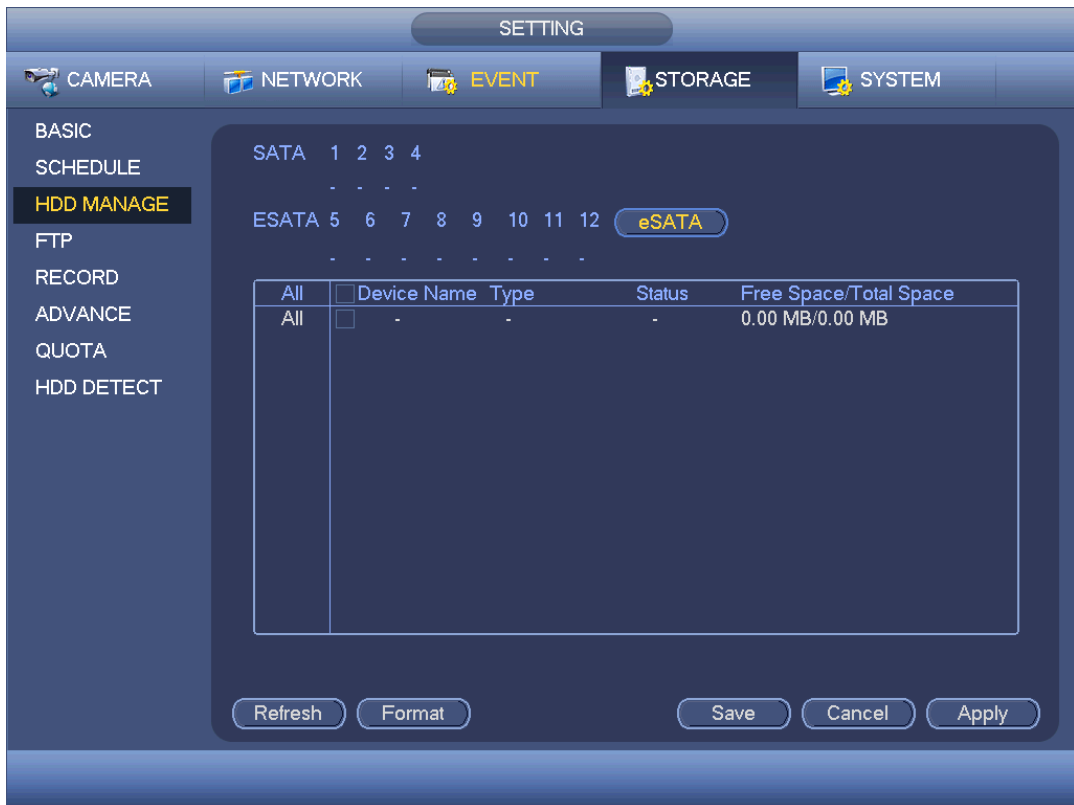 SETTING
CAMERA NETWORK EVENT STORAGE SYSTEM
BASIC
SCHEDULE
HDD MANAGE
FTP
RECORD
ADVANCE
QUOTA
HDD DETECT
SATA 1 2 3 4
- - - -
ESATA 5 6 7 8 9 10 11 12 eSATA
- - - - - - - -
All Device Name Type Status Free Space/Total Space
All - - - 0.00 MB/0.00 MB
Refresh Format Save Cancel Apply